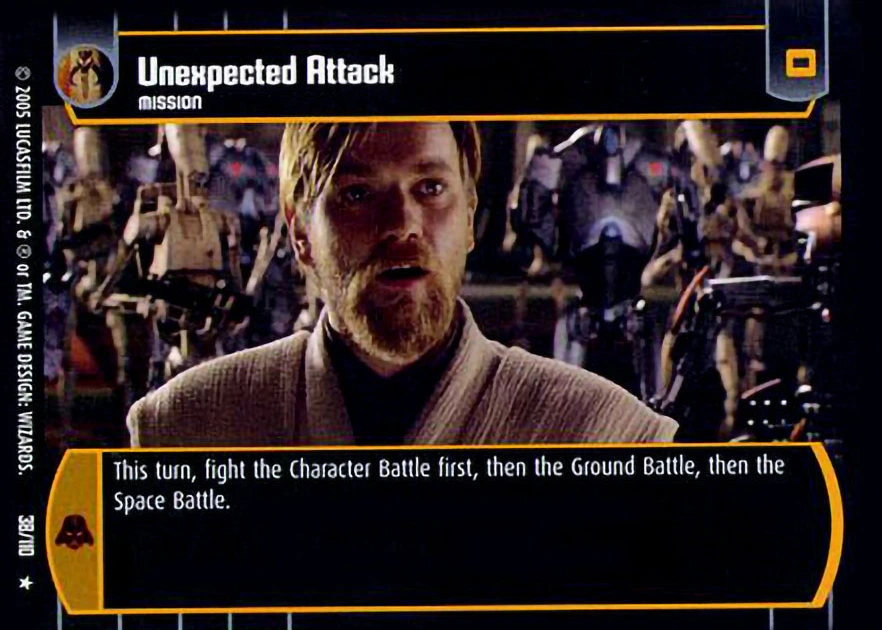 Unexpected Attack
MISSION
0
This turn, fight the Character Battle first, then the Ground Battle, then the
Space Battle.
© 2005 LUCASFILM LTD. & ® or TM. GAME DESIGN: WIZARDS. 38/110 ★